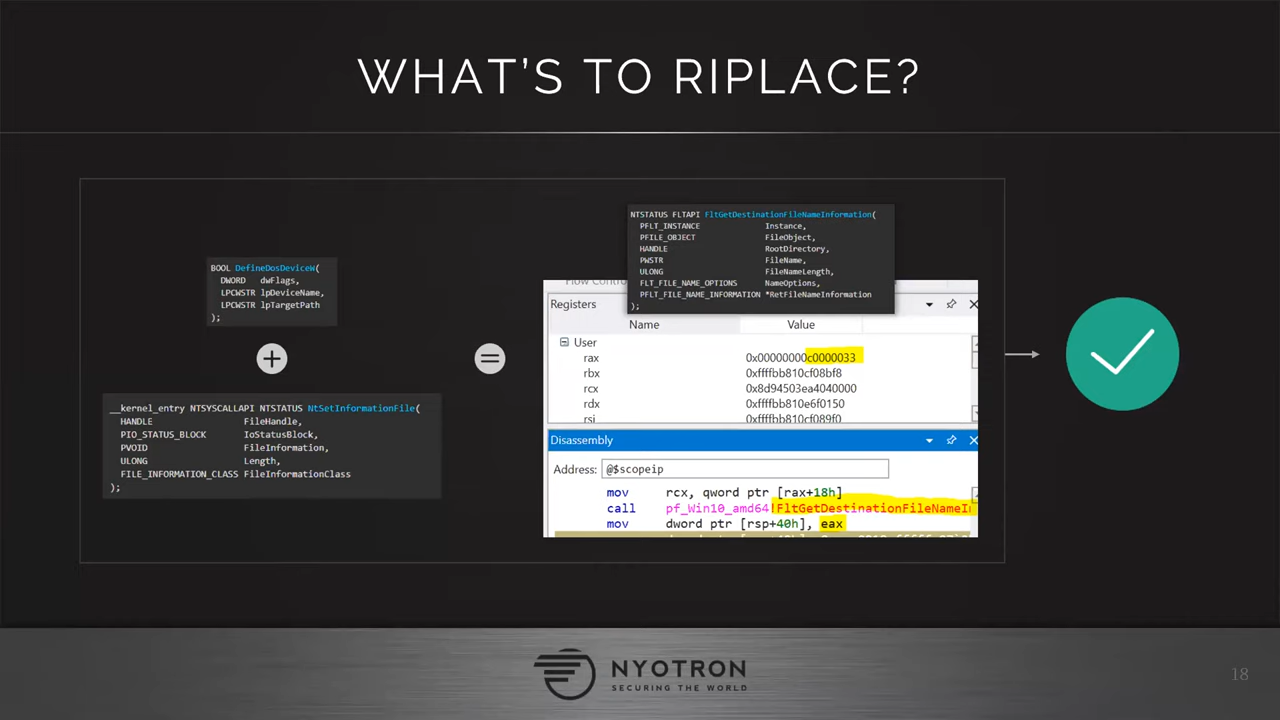 WHAT'S TO RIPLACE?
BOOL DefineDosDeviceW(
DWORD dwFlags,
LPCWSTR lpDeviceName,
LPCWSTR lpTargetPath
);
__kernel_entry NTSYSCALLAPI NTSTATUS NtSetInformationFile(
HANDLE FileHandle,
PIO_STATUS_BLOCK IoStatusBlock,
PVOID FileInformation,
ULONG Length,
FILE_INFORMATION_CLASS FileInformationClass
);
NTSTATUS FLTAPI FltGetDestinationFileNameInformation(
PFLT_INSTANCE Instance,
PFILE_OBJECT FileObject,
HANDLE RootDirectory,
PWSTR FileName,
ULONG FileNameLength,
FLT_FILE_NAME_OPTIONS NameOptions,
PFLT_FILE_NAME_INFORMATION *RetFileNameInformation
);
Registers
Name Value
User
rax 0x00000000c0000033
rbx 0xffffbb810cf08bf8
rcx 0x8d94503ea4040000
rdx 0xffffbb810e6f0150
rsi 0xffffbb810cf089f0
Disassembly
Address: @$scopeip
mov rcx, qword ptr [rax+18h]
call pf_Win10_amd64!FltGetDestinationFileNameI
mov dword ptr [rsp+40h], eax
NYOTRON
SECURING THE WORLD
18